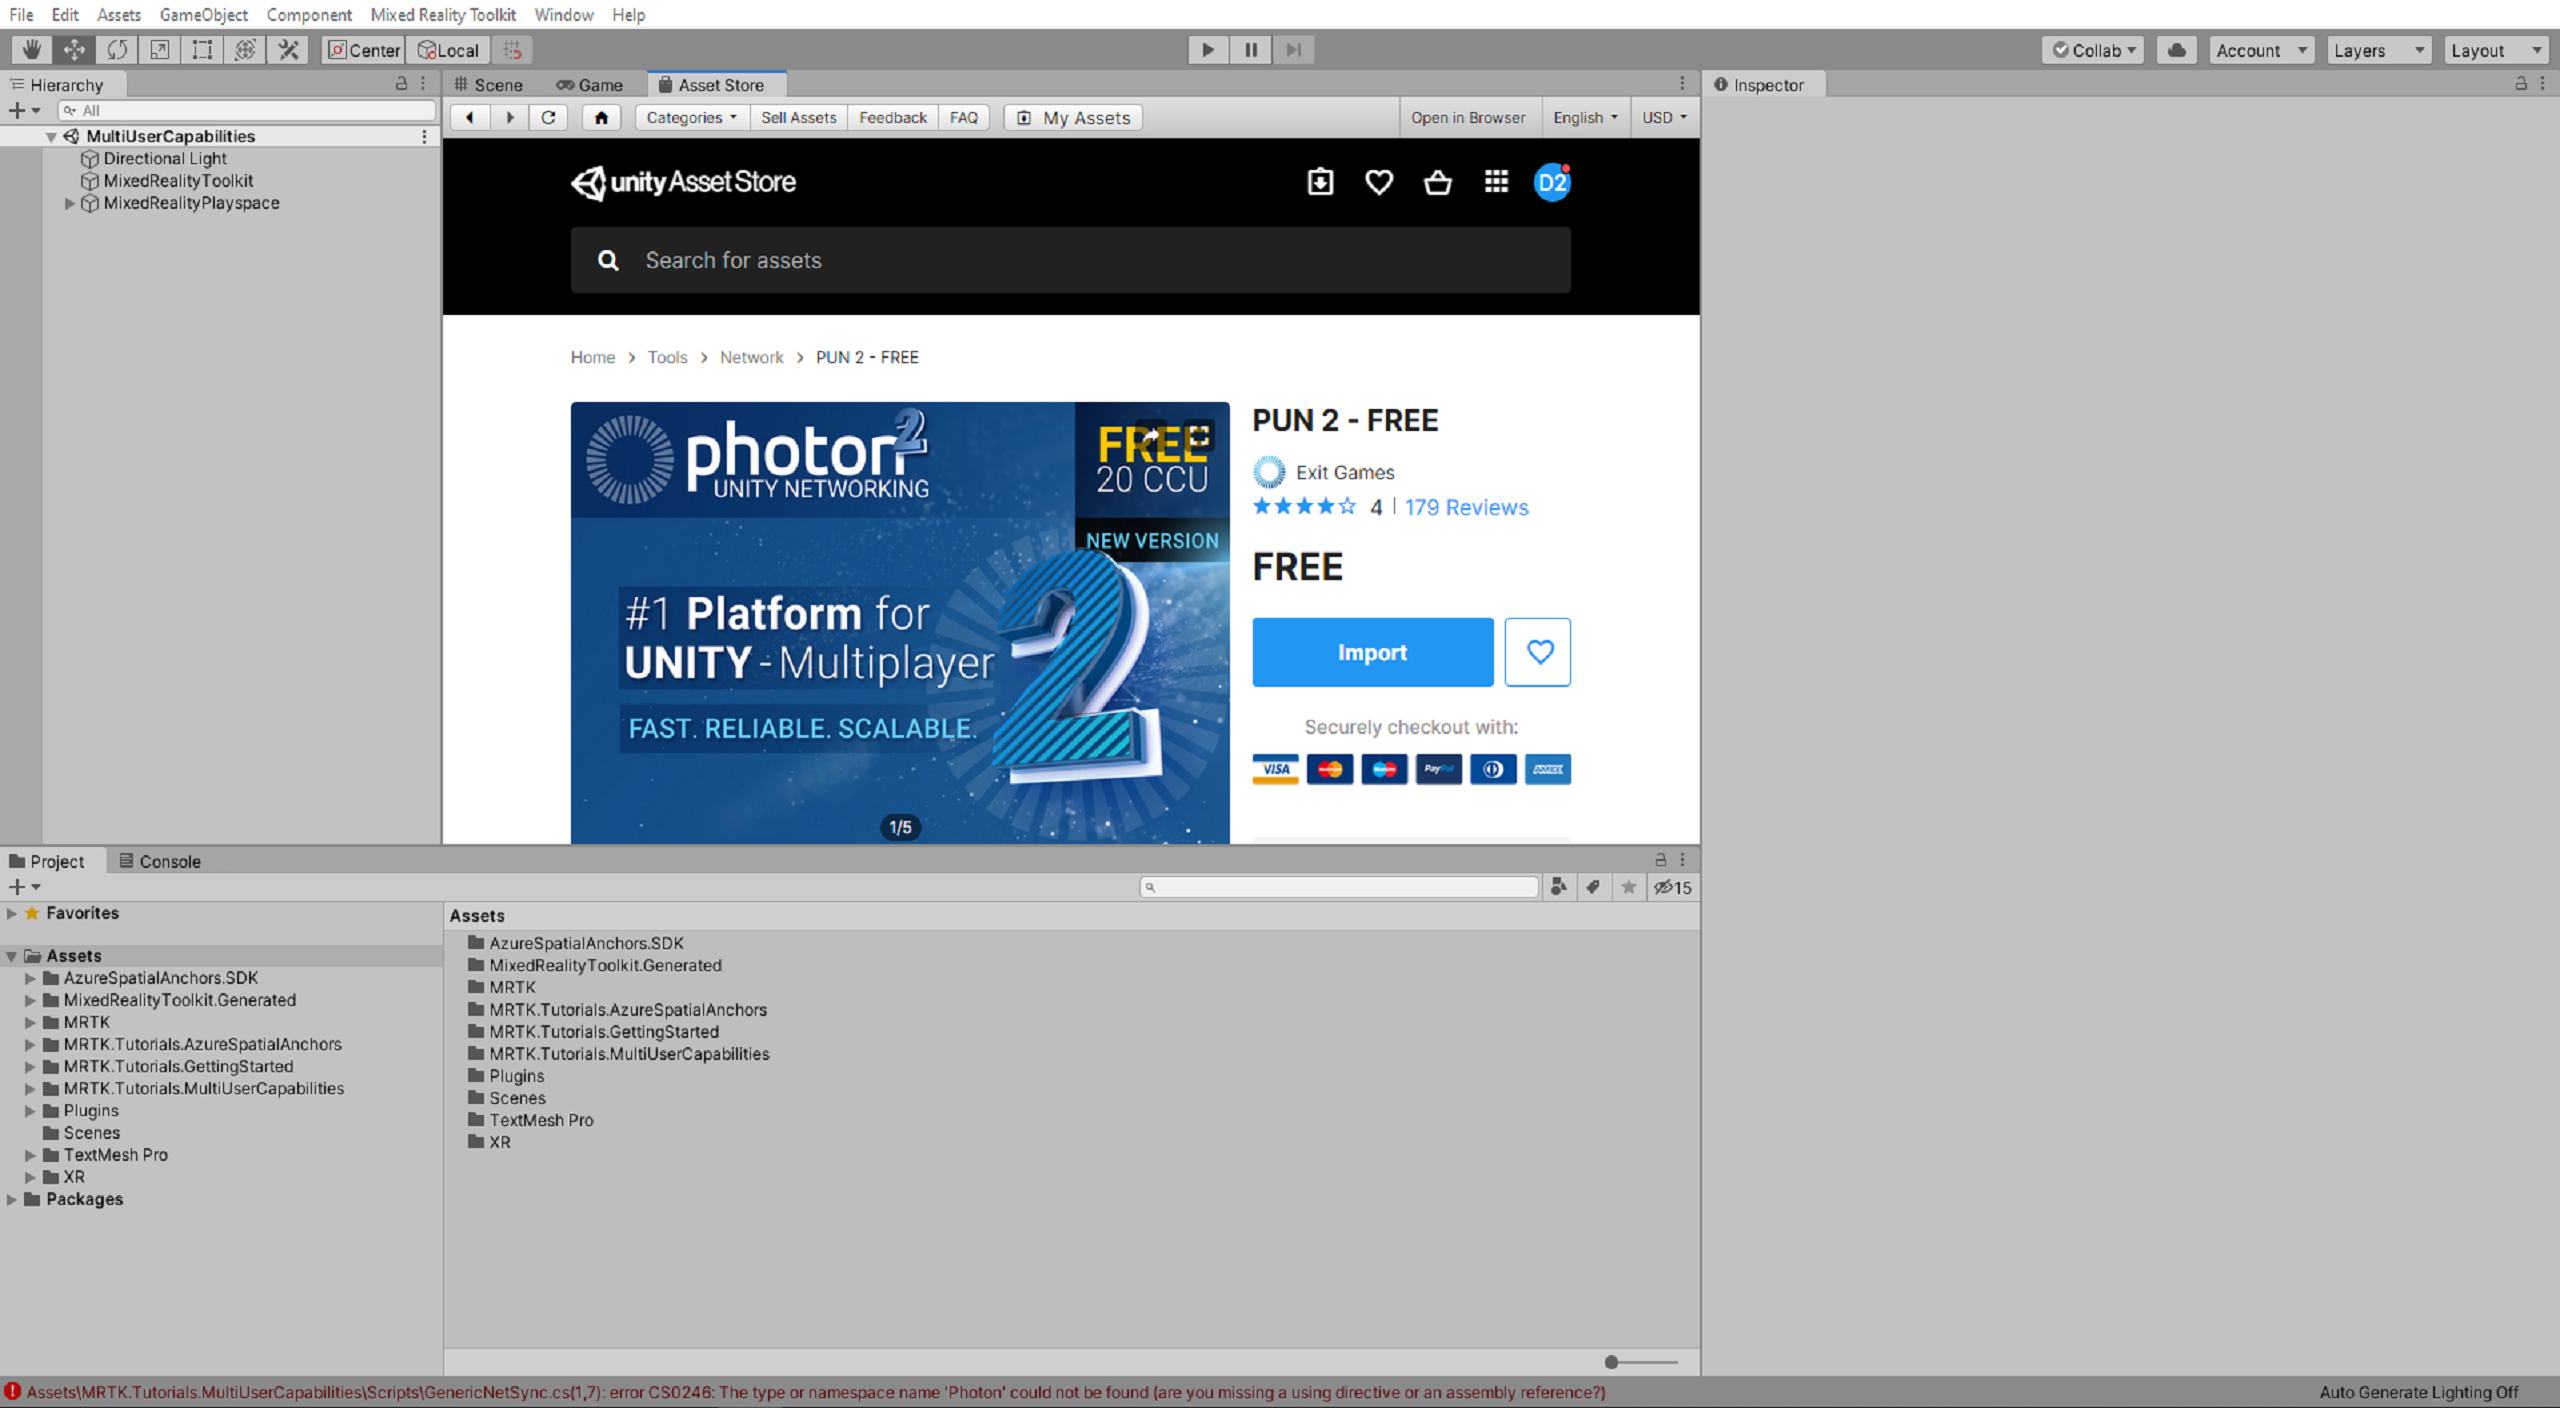 File Edit Assets GameObject Component Mixed Reality Toolkit Window Help
Center Local Collab Account Layers Layout
Hierarchy
All
MultiUserCapabilities
Directional Light
MixedRealityToolkit
MixedRealityPlayspace
Scene Game Asset Store
Categories Sell Assets Feedback FAQ My Assets Open in Browser English USD
unity Asset Store
D2
Search for assets
Home > Tools > Network > PUN 2 - FREE
photon 2
UNITY NETWORKING
FREE
20 CCU
NEW VERSION
#1 Platform for
UNITY - Multiplayer
2
FAST. RELIABLE. SCALABLE.
1/5
PUN 2 - FREE
Exit Games
4 | 179 Reviews
FREE
Import
Securely checkout with:
VISA PayPal AMEX
Inspector
Project Console
15
Favorites
Assets
AzureSpatialAnchors.SDK
MixedRealityToolkit.Generated
MRTK
MRTK.Tutorials.AzureSpatialAnchors
MRTK.Tutorials.GettingStarted
MRTK.Tutorials.MultiUserCapabilities
Plugins
Scenes
TextMesh Pro
XR
Packages
Assets
AzureSpatialAnchors.SDK
MixedRealityToolkit.Generated
MRTK
MRTK.Tutorials.AzureSpatialAnchors
MRTK.Tutorials.GettingStarted
MRTK.Tutorials.MultiUserCapabilities
Plugins
Scenes
TextMesh Pro
XR
Assets\MRTK.Tutorials.MultiUserCapabilities\Scripts\GenericNetSync.cs(1,7): error CS0246: The type or namespace name 'Photon' could not be found (are you missing a using directive or an assembly reference?)
Auto Generate Lighting Off